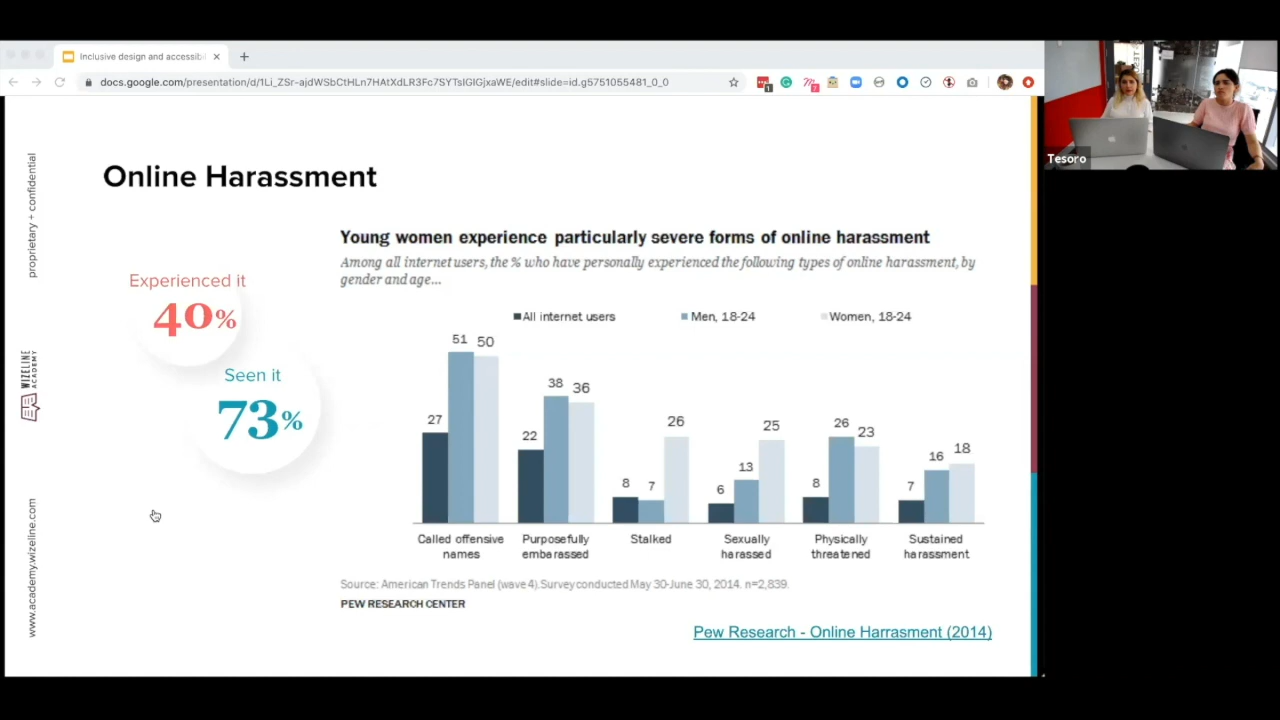 Inclusive design and accessibi
docs.google.com/presentation/d/1Li_ZSr-ajdWSbCtHLn7HAtXdLR3Fc7SYTsIGIGjxaWE/edit#slide=id.g5751055481_0_0
Tesoro
proprietary + confidential
WIZELINE
ACADEMY
www.academy.wizeline.com
Online Harassment
Experienced it
40%
Seen it
73%
Young women experience particularly severe forms of online harassment
Among all internet users, the % who have personally experienced the following types of online harassment, by
gender and age...
All internet users Men, 18-24 Women, 18-24
27 51 50
22 38 36
8 7 26
6 13 25
8 26 23
7 16 18
Called offensive
names
Purposefully
embarassed
Stalked
Sexually
harassed
Physically
threatened
Sustained
harassment
Source: American Trends Panel (wave 4). Survey conducted May 30-June 30, 2014. n=2,839.
PEW RESEARCH CENTER
Pew Research - Online Harrasment (2014)